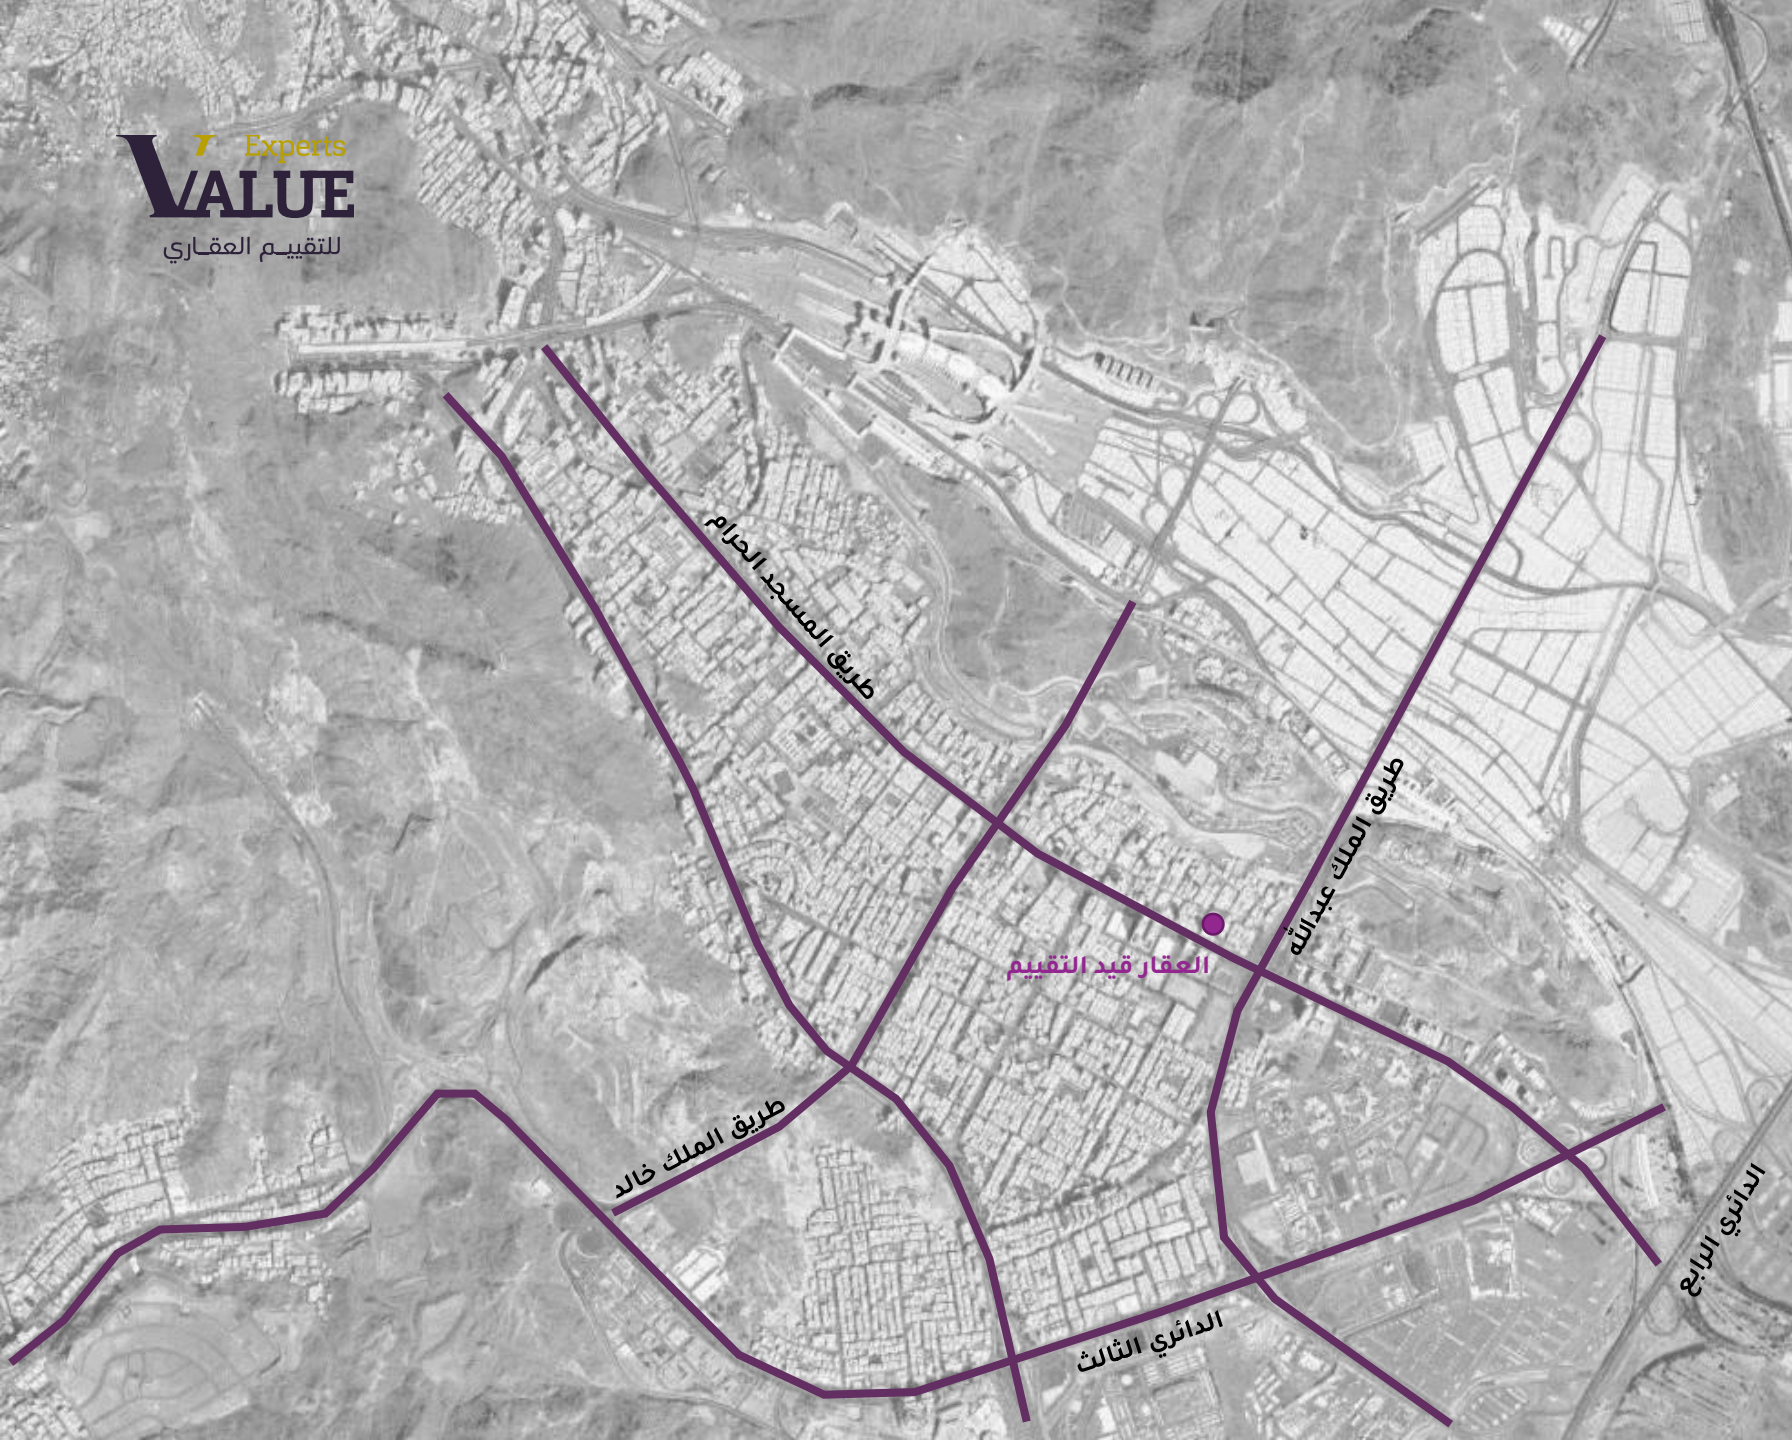 Experts
VALUE
للتقييم العقاري
طريق المسجد الحرام
طريق الملك عبدالله
العقار قيد التقييم
طريق الملك خالد
الدائري الرابع
الدائري الثالث